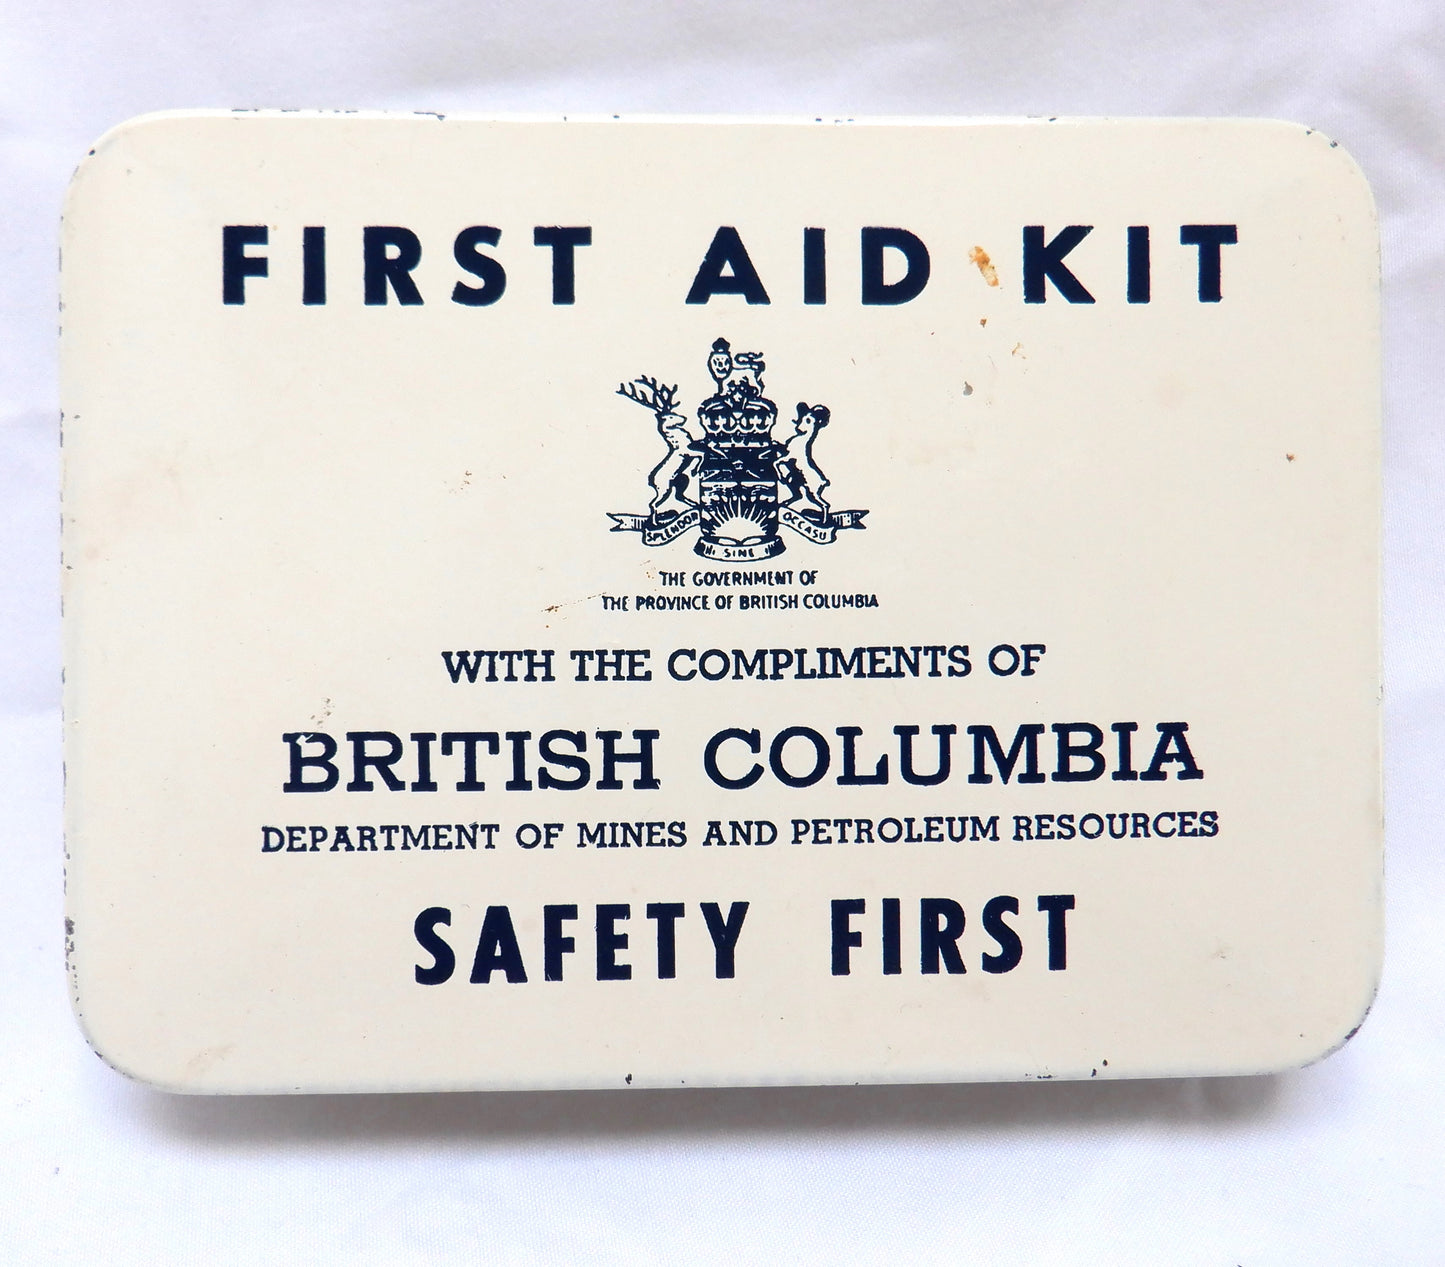 FIRST AID KIT
SPLENDOR SINE OCCASU
THE GOVERNMENT OF
THE PROVINCE OF BRITISH COLUMBIA
WITH THE COMPLIMENTS OF
BRITISH COLUMBIA
DEPARTMENT OF MINES AND PETROLEUM RESOURCES
SAFETY FIRST